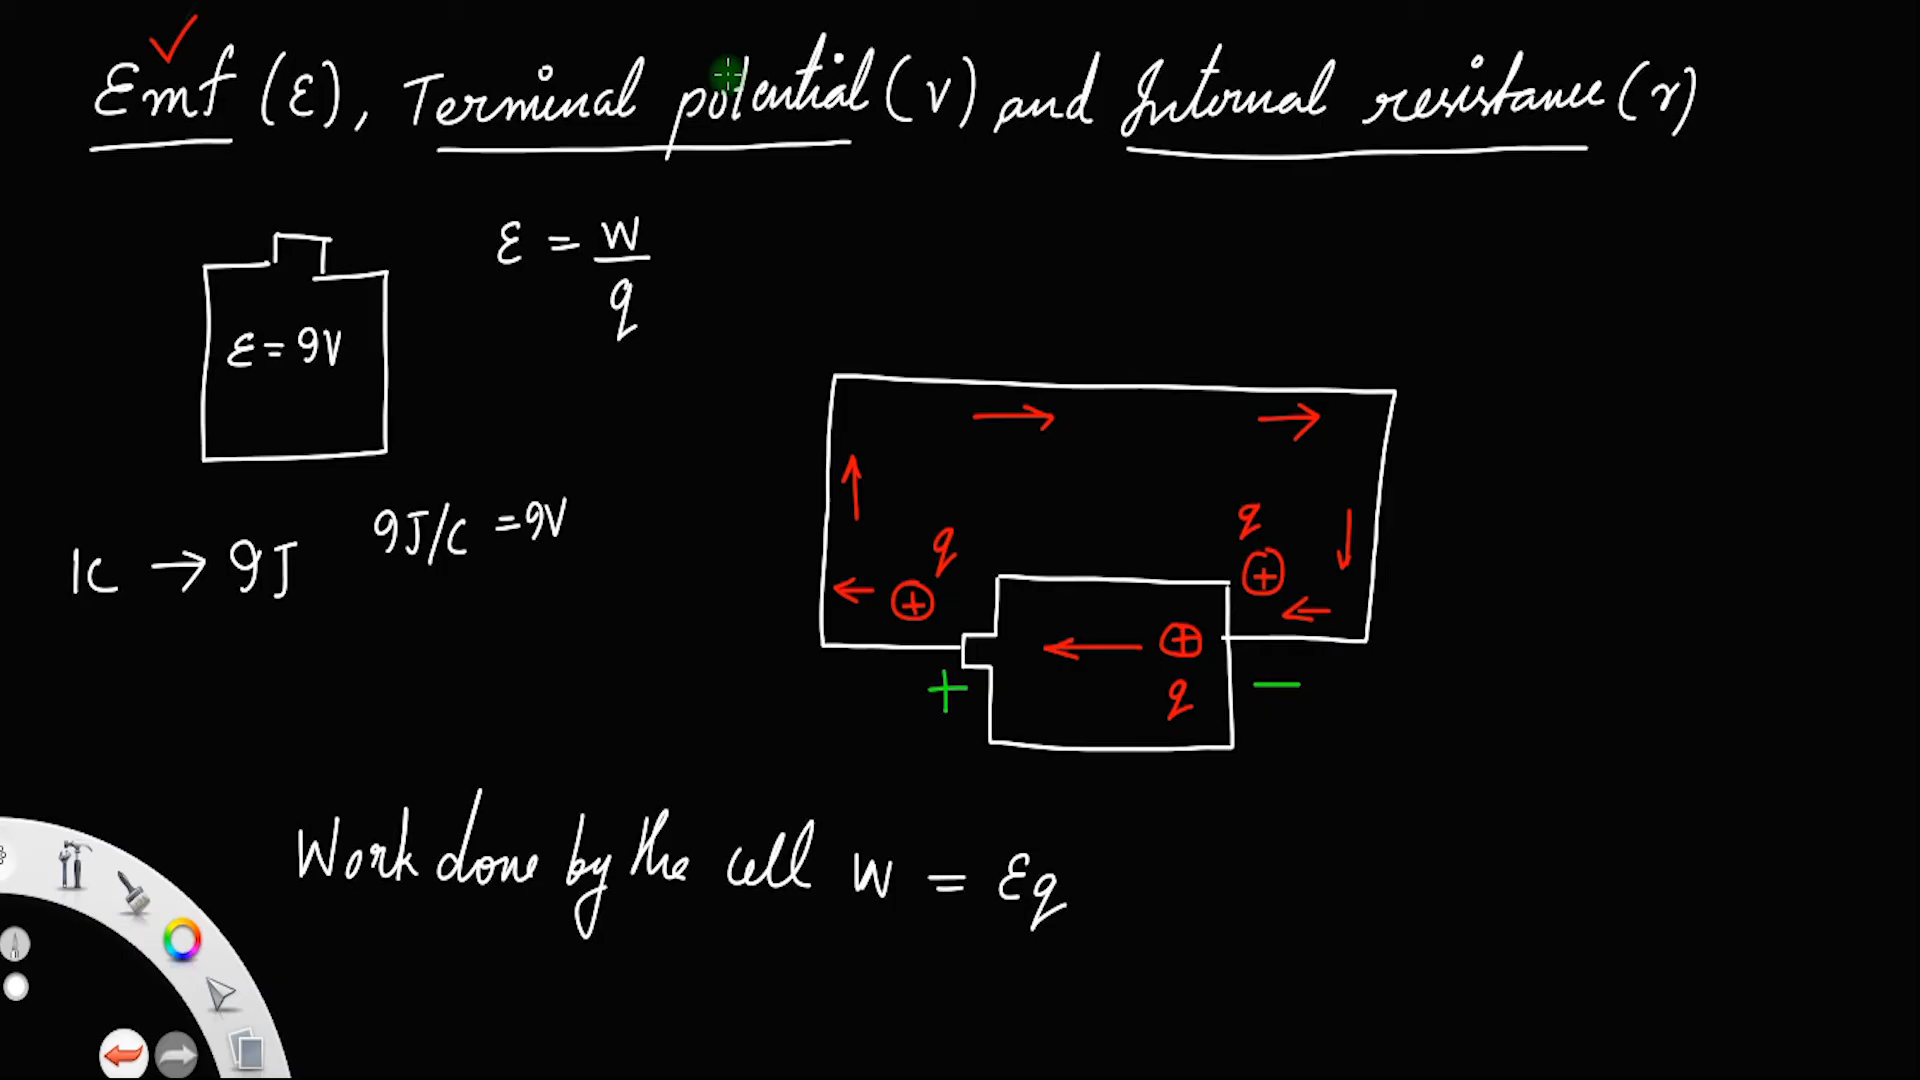 Emf (ε), Terminal potential (v) and Internal resistance (r)
ε = W/q
ε = 9V
1C → 9J
9J/C = 9V
q
q
+
+
+
q
+
−
Work done by the cell W = εq